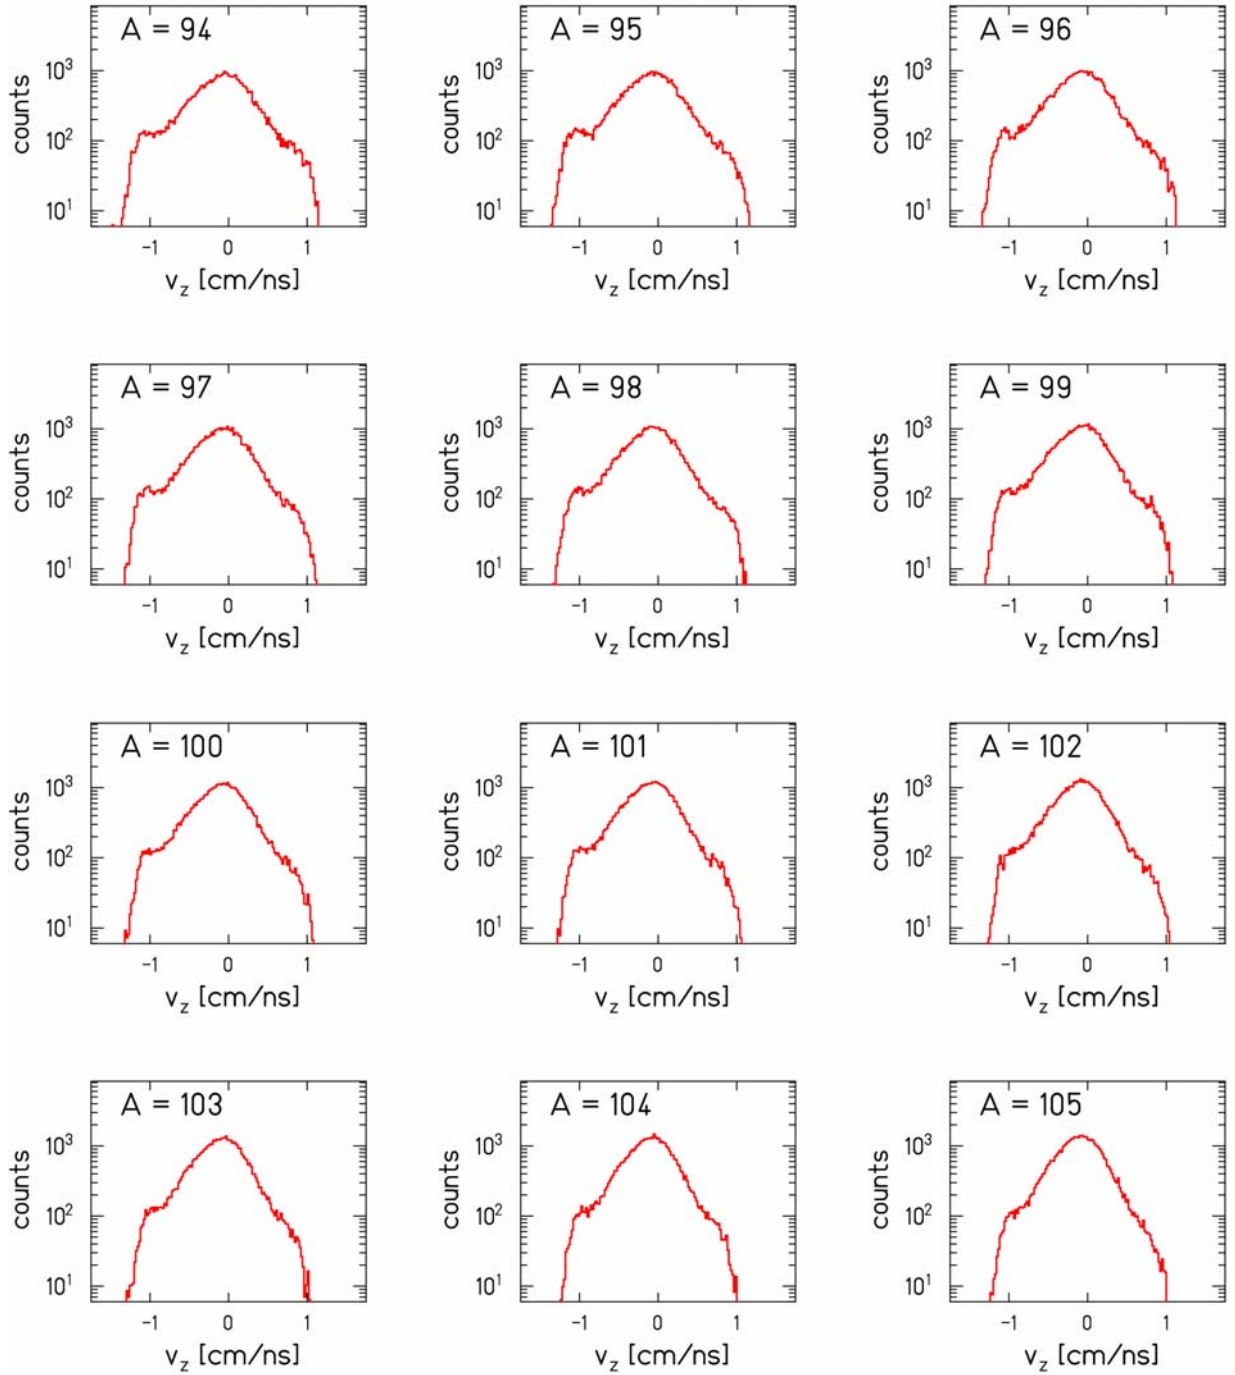 A = 94
A = 95
A = 96
counts
10³
10²
10¹
counts
10³
10²
10¹
counts
10³
10²
10¹
-1 0 1
-1 0 1
-1 0 1
v_z [cm/ns]
v_z [cm/ns]
v_z [cm/ns]
A = 97
A = 98
A = 99
counts
10³
10²
10¹
counts
10³
10²
10¹
counts
10³
10²
10¹
-1 0 1
-1 0 1
-1 0 1
v_z [cm/ns]
v_z [cm/ns]
v_z [cm/ns]
A = 100
A = 101
A = 102
counts
10³
10²
10¹
counts
10³
10²
10¹
counts
10³
10²
10¹
-1 0 1
-1 0 1
-1 0 1
v_z [cm/ns]
v_z [cm/ns]
v_z [cm/ns]
A = 103
A = 104
A = 105
counts
10³
10²
10¹
counts
10³
10²
10¹
counts
10³
10²
10¹
-1 0 1
-1 0 1
-1 0 1
v_z [cm/ns]
v_z [cm/ns]
v_z [cm/ns]